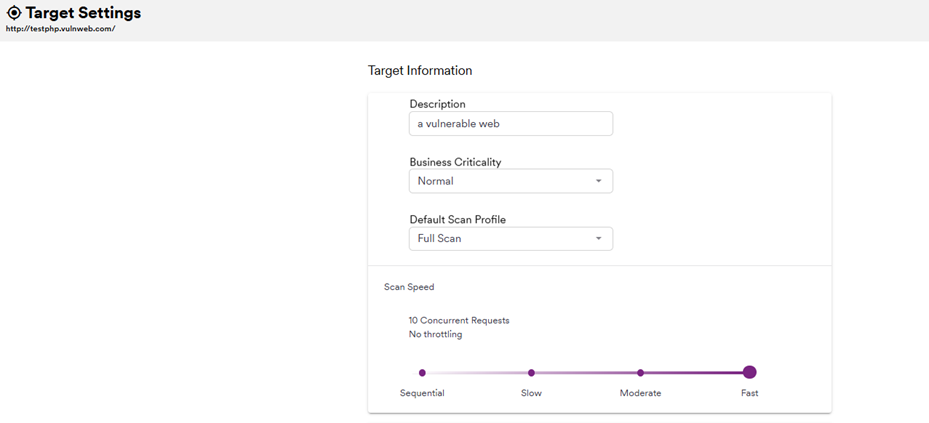 Target Settings
http://testphp.vulnweb.com/
Target Information
Description
a vulnerable web
Business Criticality
Normal
Default Scan Profile
Full Scan
Scan Speed
10 Concurrent Requests
No throttling
Sequential Slow Moderate Fast